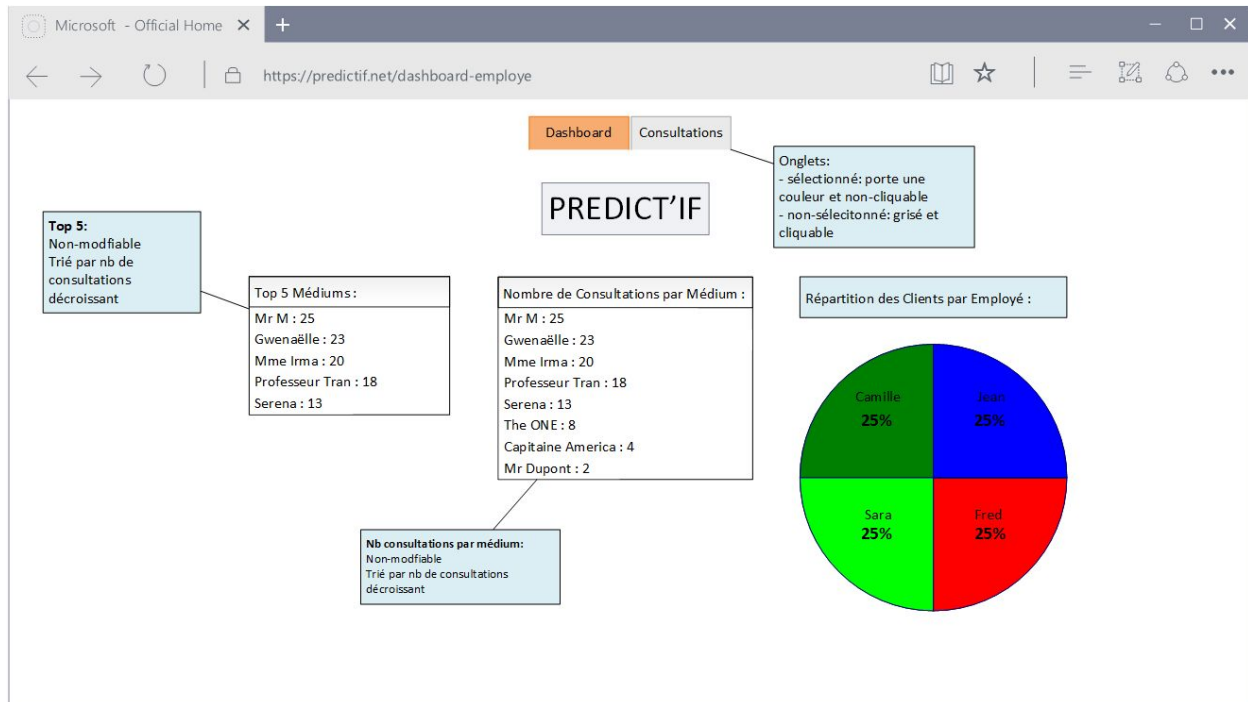 Microsoft - Official Home
https://predictif.net/dashboard-employe
Dashboard
Consultations
Onglets:
- sélectionné: porte une
couleur et non-cliquable
- non-sélecitonné: grisé et
cliquable
PREDICT'IF
Top 5:
Non-modfiable
Trié par nb de
consultations
décroissant
Top 5 Médiums :
Mr M : 25
Gwenaëlle : 23
Mme Irma : 20
Professeur Tran : 18
Serena : 13
Nombre de Consultations par Médium :
Mr M : 25
Gwenaëlle : 23
Mme Irma : 20
Professeur Tran : 18
Serena : 13
The ONE : 8
Capitaine America : 4
Mr Dupont : 2
Répartition des Clients par Employé :
Camille
25%
Jean
25%
Sara
25%
Fred
25%
Nb consultations par médium:
Non-modfiable
Trié par nb de consultations
décroissant